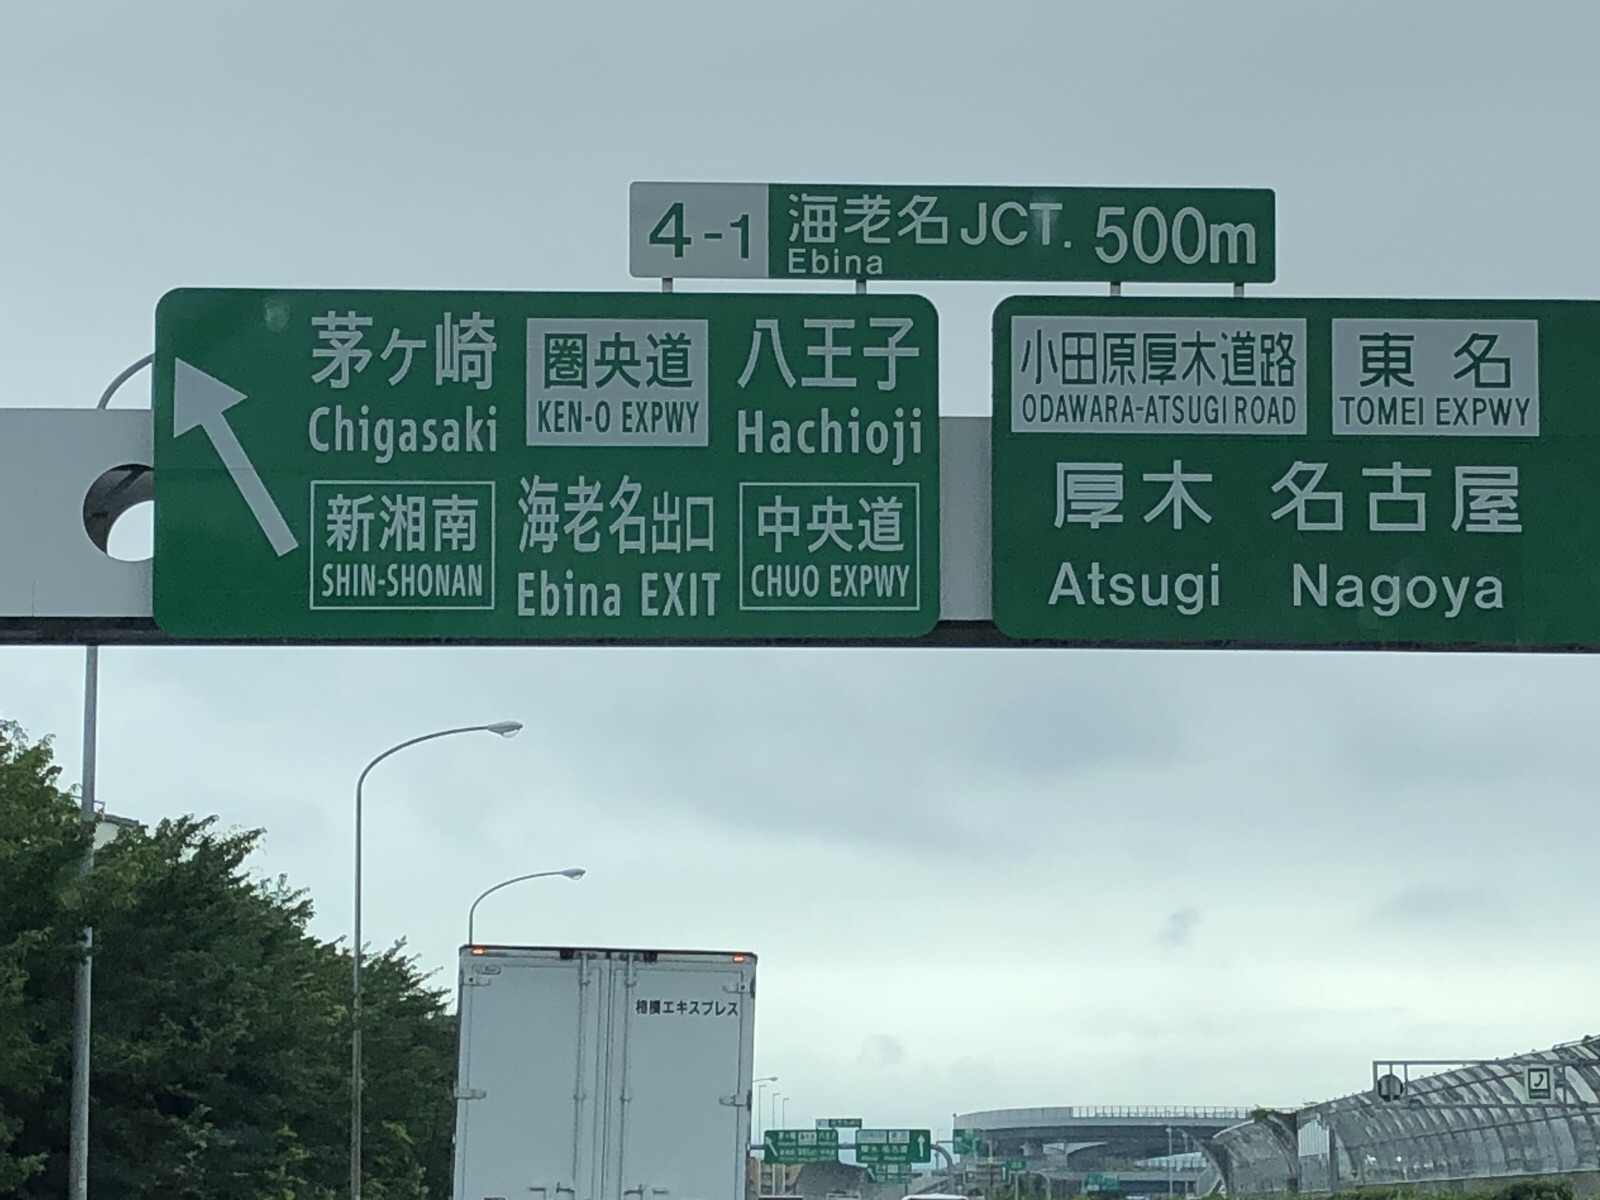 4-1 海老名JCT. 500m
Ebina
茅ヶ崎 圏央道 八王子
Chigasaki KEN-O EXPWY Hachioji
新湘南 海老名出口 中央道
SHIN-SHONAN Ebina EXIT CHUO EXPWY
小田原厚木道路 東名
ODAWARA-ATSUGI ROAD TOMEI EXPWY
厚木 名古屋
Atsugi Nagoya
相模エキスプレス